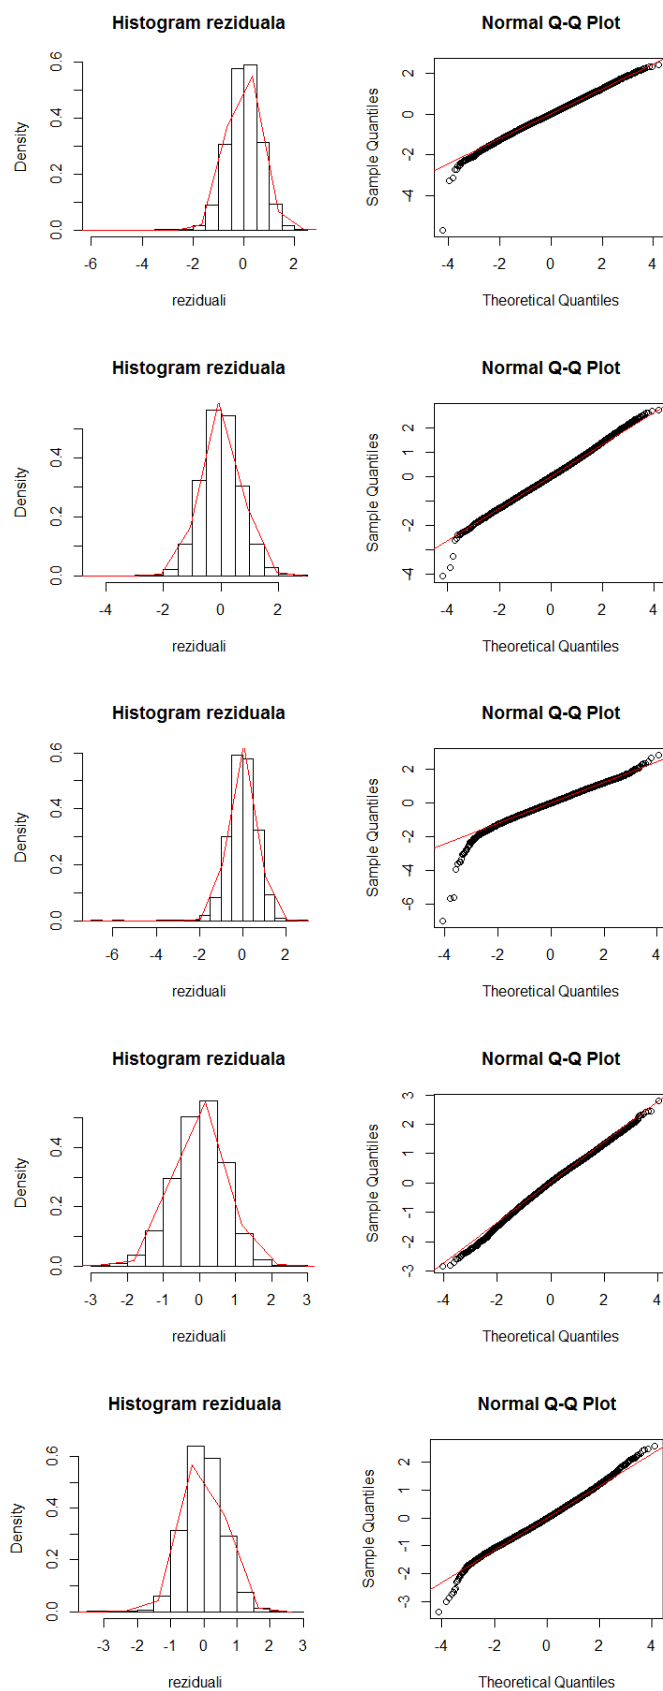 Histogram reziduala
Density
0.0 0.2 0.4 0.6
-6 -4 -2 0 2
reziduali
Normal Q-Q Plot
Sample Quantiles
-4 -2 0 2
-4 -2 0 2 4
Theoretical Quantiles
Histogram reziduala
Density
0.0 0.2 0.4
-4 -2 0 2
reziduali
Normal Q-Q Plot
Sample Quantiles
-4 -2 0 1 2
-4 -2 0 2 4
Theoretical Quantiles
Histogram reziduala
Density
0.0 0.2 0.4 0.6
-6 -4 -2 0 2
reziduali
Normal Q-Q Plot
Sample Quantiles
-6 -4 -2 0 2
-4 -2 0 2 4
Theoretical Quantiles
Histogram reziduala
Density
0.0 0.2 0.4
-3 -2 -1 0 1 2 3
reziduali
Normal Q-Q Plot
Sample Quantiles
-3 -2 -1 0 1 2 3
-4 -2 0 2 4
Theoretical Quantiles
Histogram reziduala
Density
0.0 0.2 0.4 0.6
-3 -2 -1 0 1 2 3
reziduali
Normal Q-Q Plot
Sample Quantiles
-3 -2 -1 0 1 2
-4 -2 0 2 4
Theoretical Quantiles